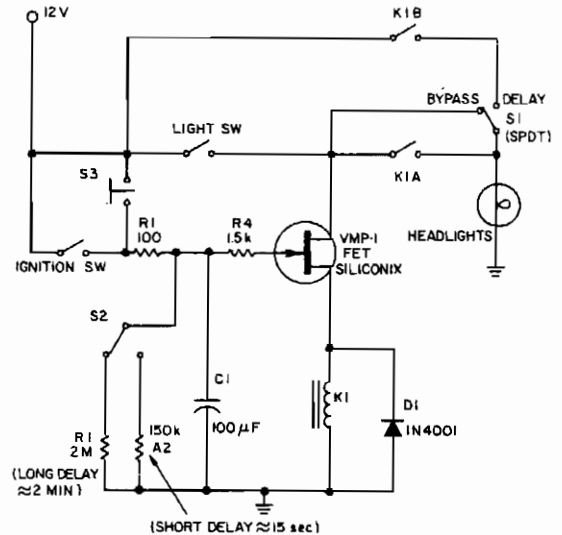 12V
K1B
BYPASS
DELAY
S1
(SPDT)
LIGHT SW
K1A
S3
R1
100
R4
1.5k
VMP-1
FET
SILICONIX
HEADLIGHTS
IGNITION SW
S2
C1
100µF
K1
D1
1N4001
R1
2M
150k
A2
(LONG DELAY
≈2 MIN)
(SHORT DELAY≈15 sec)